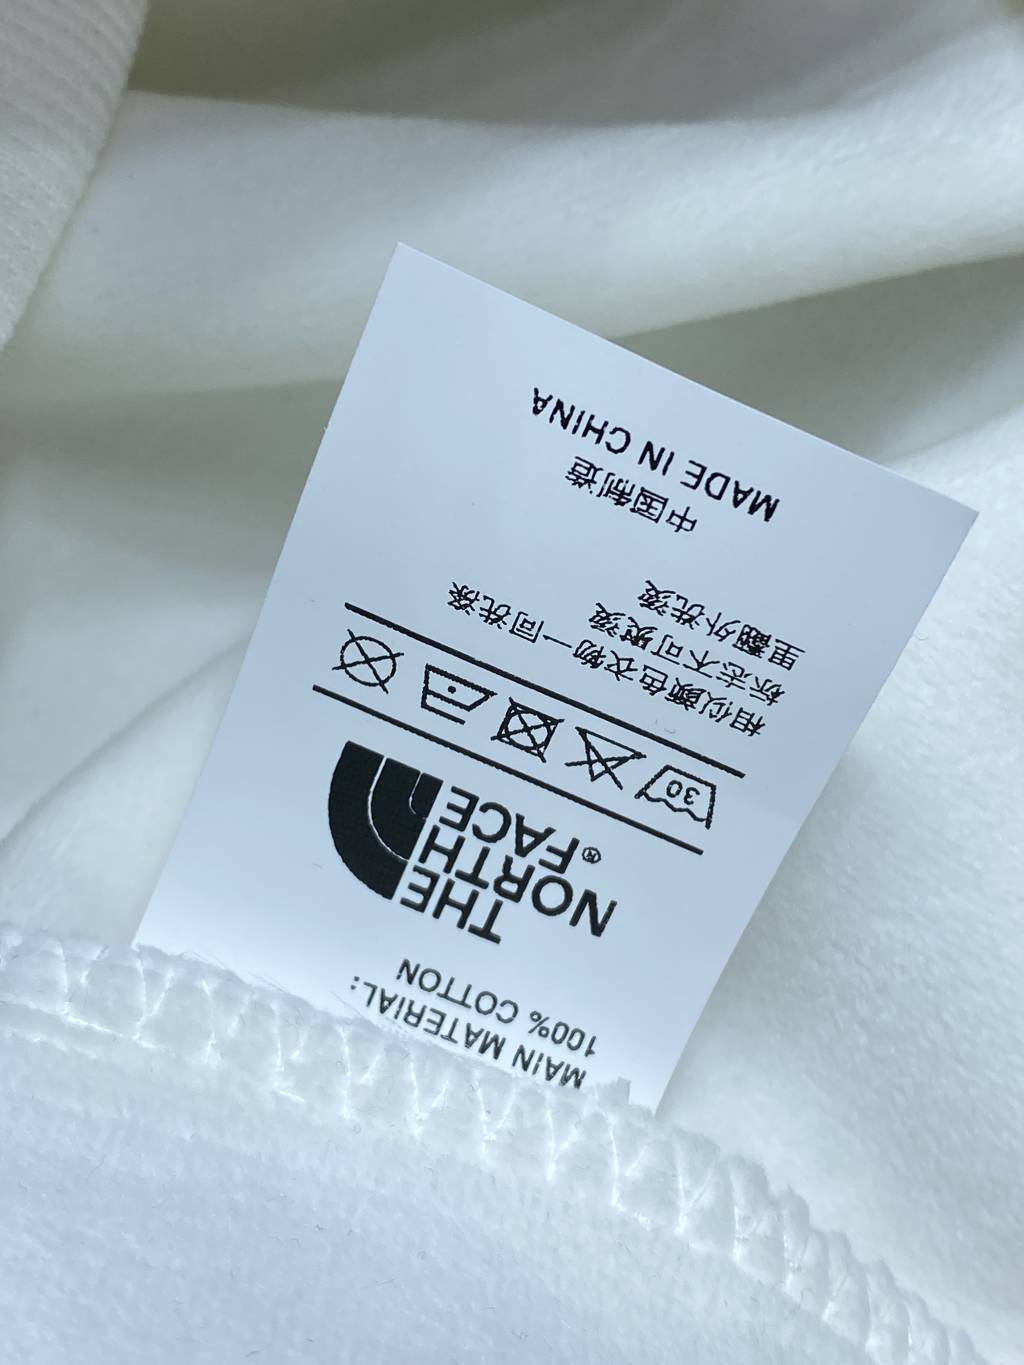 MAIN MATERIAL:
100% COTTON
THE
NORTH
FACE®
30
相似颜色衣物一同洗涤
标志不可熨烫
里翻外洗烫
中国制造
MADE IN CHINA